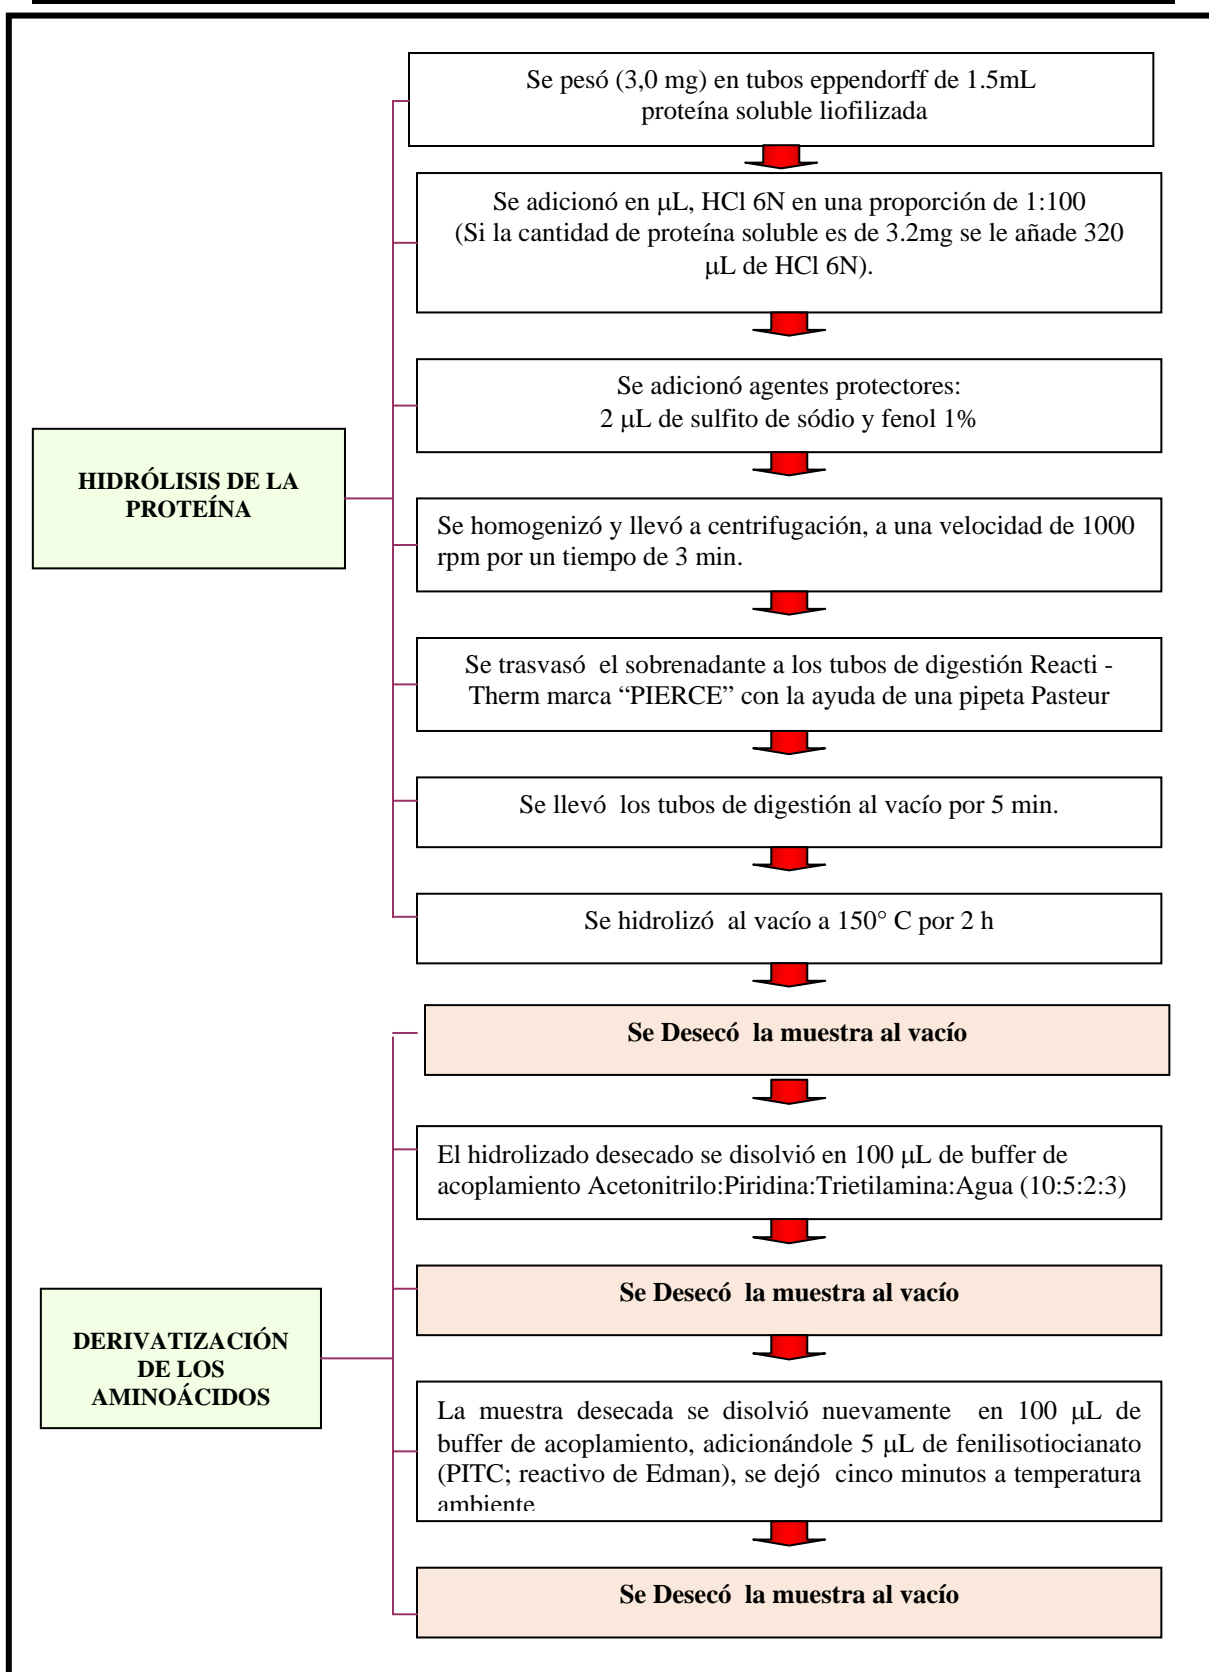 Se pesó (3,0 mg) en tubos eppendorff de 1.5mL
proteína soluble liofilizada
Se adicionó en µL, HCl 6N en una proporción de 1:100
(Si la cantidad de proteína soluble es de 3.2mg se le añade 320
µL de HCl 6N).
Se adicionó agentes protectores:
2 µL de sulfito de sódio y fenol 1%
HIDRÓLISIS DE LA
PROTEÍNA
Se homogenizó y llevó a centrifugación, a una velocidad de 1000
rpm por un tiempo de 3 min.
Se trasvasó el sobrenadante a los tubos de digestión Reacti -
Therm marca “PIERCE” con la ayuda de una pipeta Pasteur
Se llevó los tubos de digestión al vacío por 5 min.
Se hidrolizó al vacío a 150° C por 2 h
Se Desecó la muestra al vacío
El hidrolizado desecado se disolvió en 100 µL de buffer de
acoplamiento Acetonitrilo:Piridina:Trietilamina:Agua (10:5:2:3)
Se Desecó la muestra al vacío
DERIVATIZACIÓN
DE LOS
AMINOÁCIDOS
La muestra desecada se disolvió nuevamente en 100 µL de
buffer de acoplamiento, adicionándole 5 µL de fenilisotiocianato
(PITC; reactivo de Edman), se dejó cinco minutos a temperatura
ambiente
Se Desecó la muestra al vacío